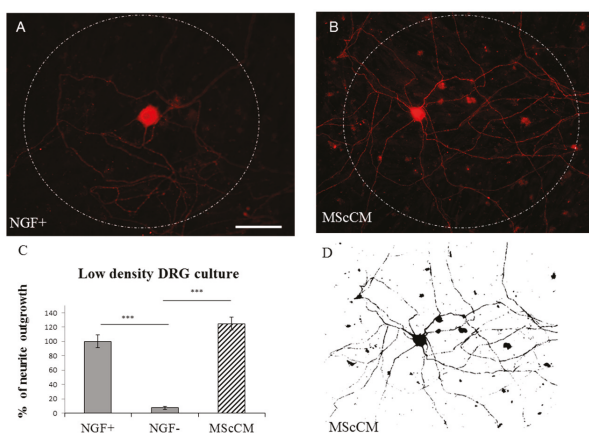 A
NGF+
B
MScCM
C
Low density DRG culture
% of neurite outgrowth
140
120
100
80
60
40
20
0
***
***
NGF+
NGF-
MScCM
D
MScCM